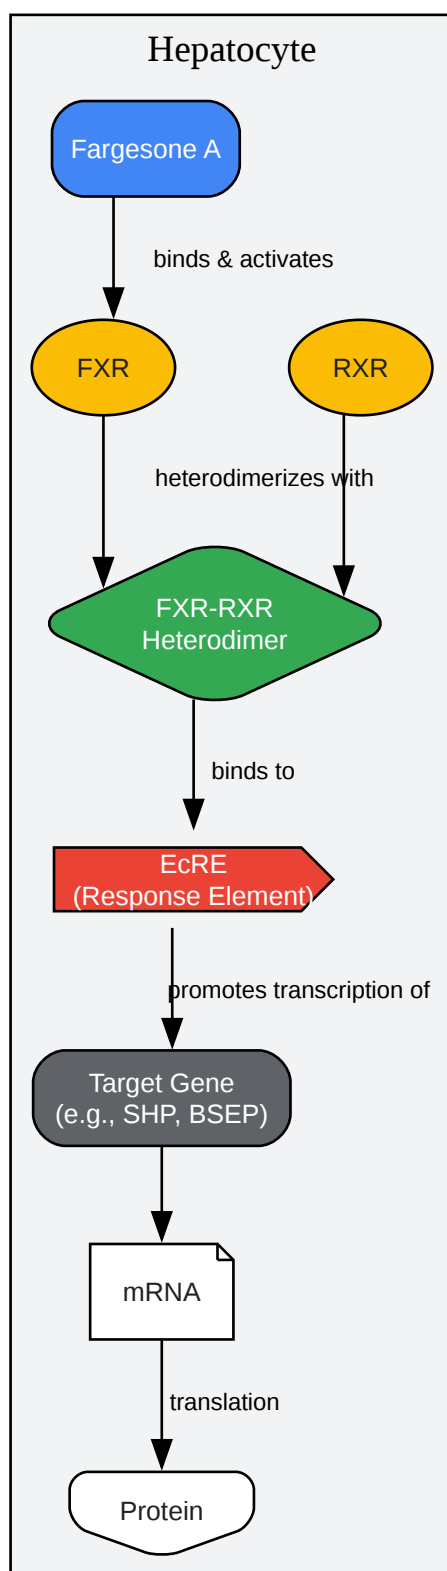 Hepatocyte
Fargesone A
binds & activates
FXR
RXR
heterodimerizes with
FXR-RXR
Heterodimer
binds to
EcRE
(Response Element)
promotes transcription of
Target Gene
(e.g., SHP, BSEP)
mRNA
translation
Protein